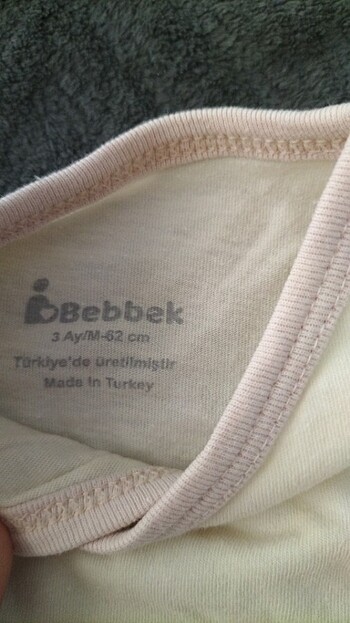 Bebbek
3 Ay/M-62 cm
Türkiye'de üretilmiştir
Made in Turkey